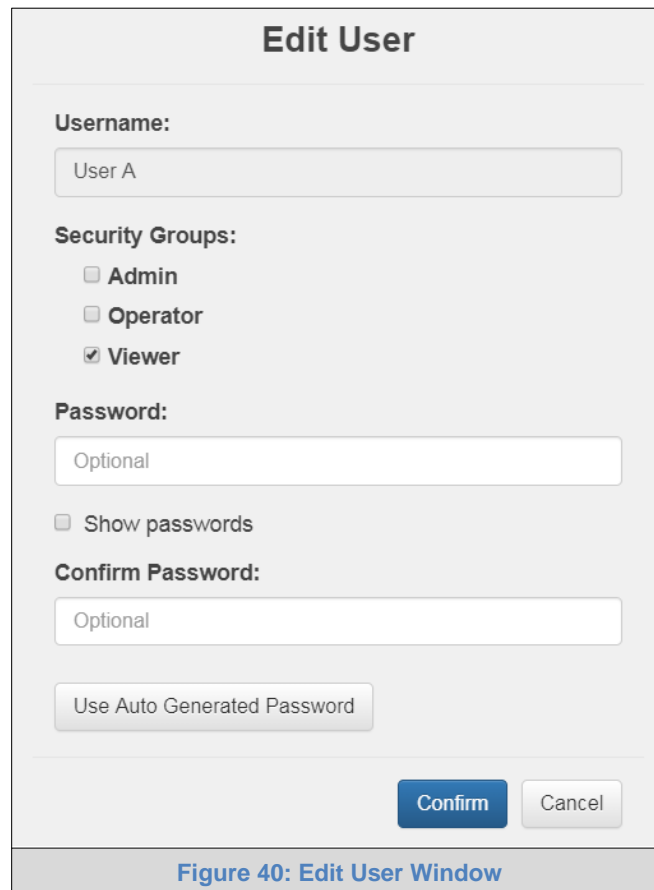 Edit User
Username:
User A
Security Groups:
Admin
Operator
Viewer
Password:
Optional
Show passwords
Confirm Password:
Optional
Use Auto Generated Password
Confirm Cancel
Figure 40: Edit User Window